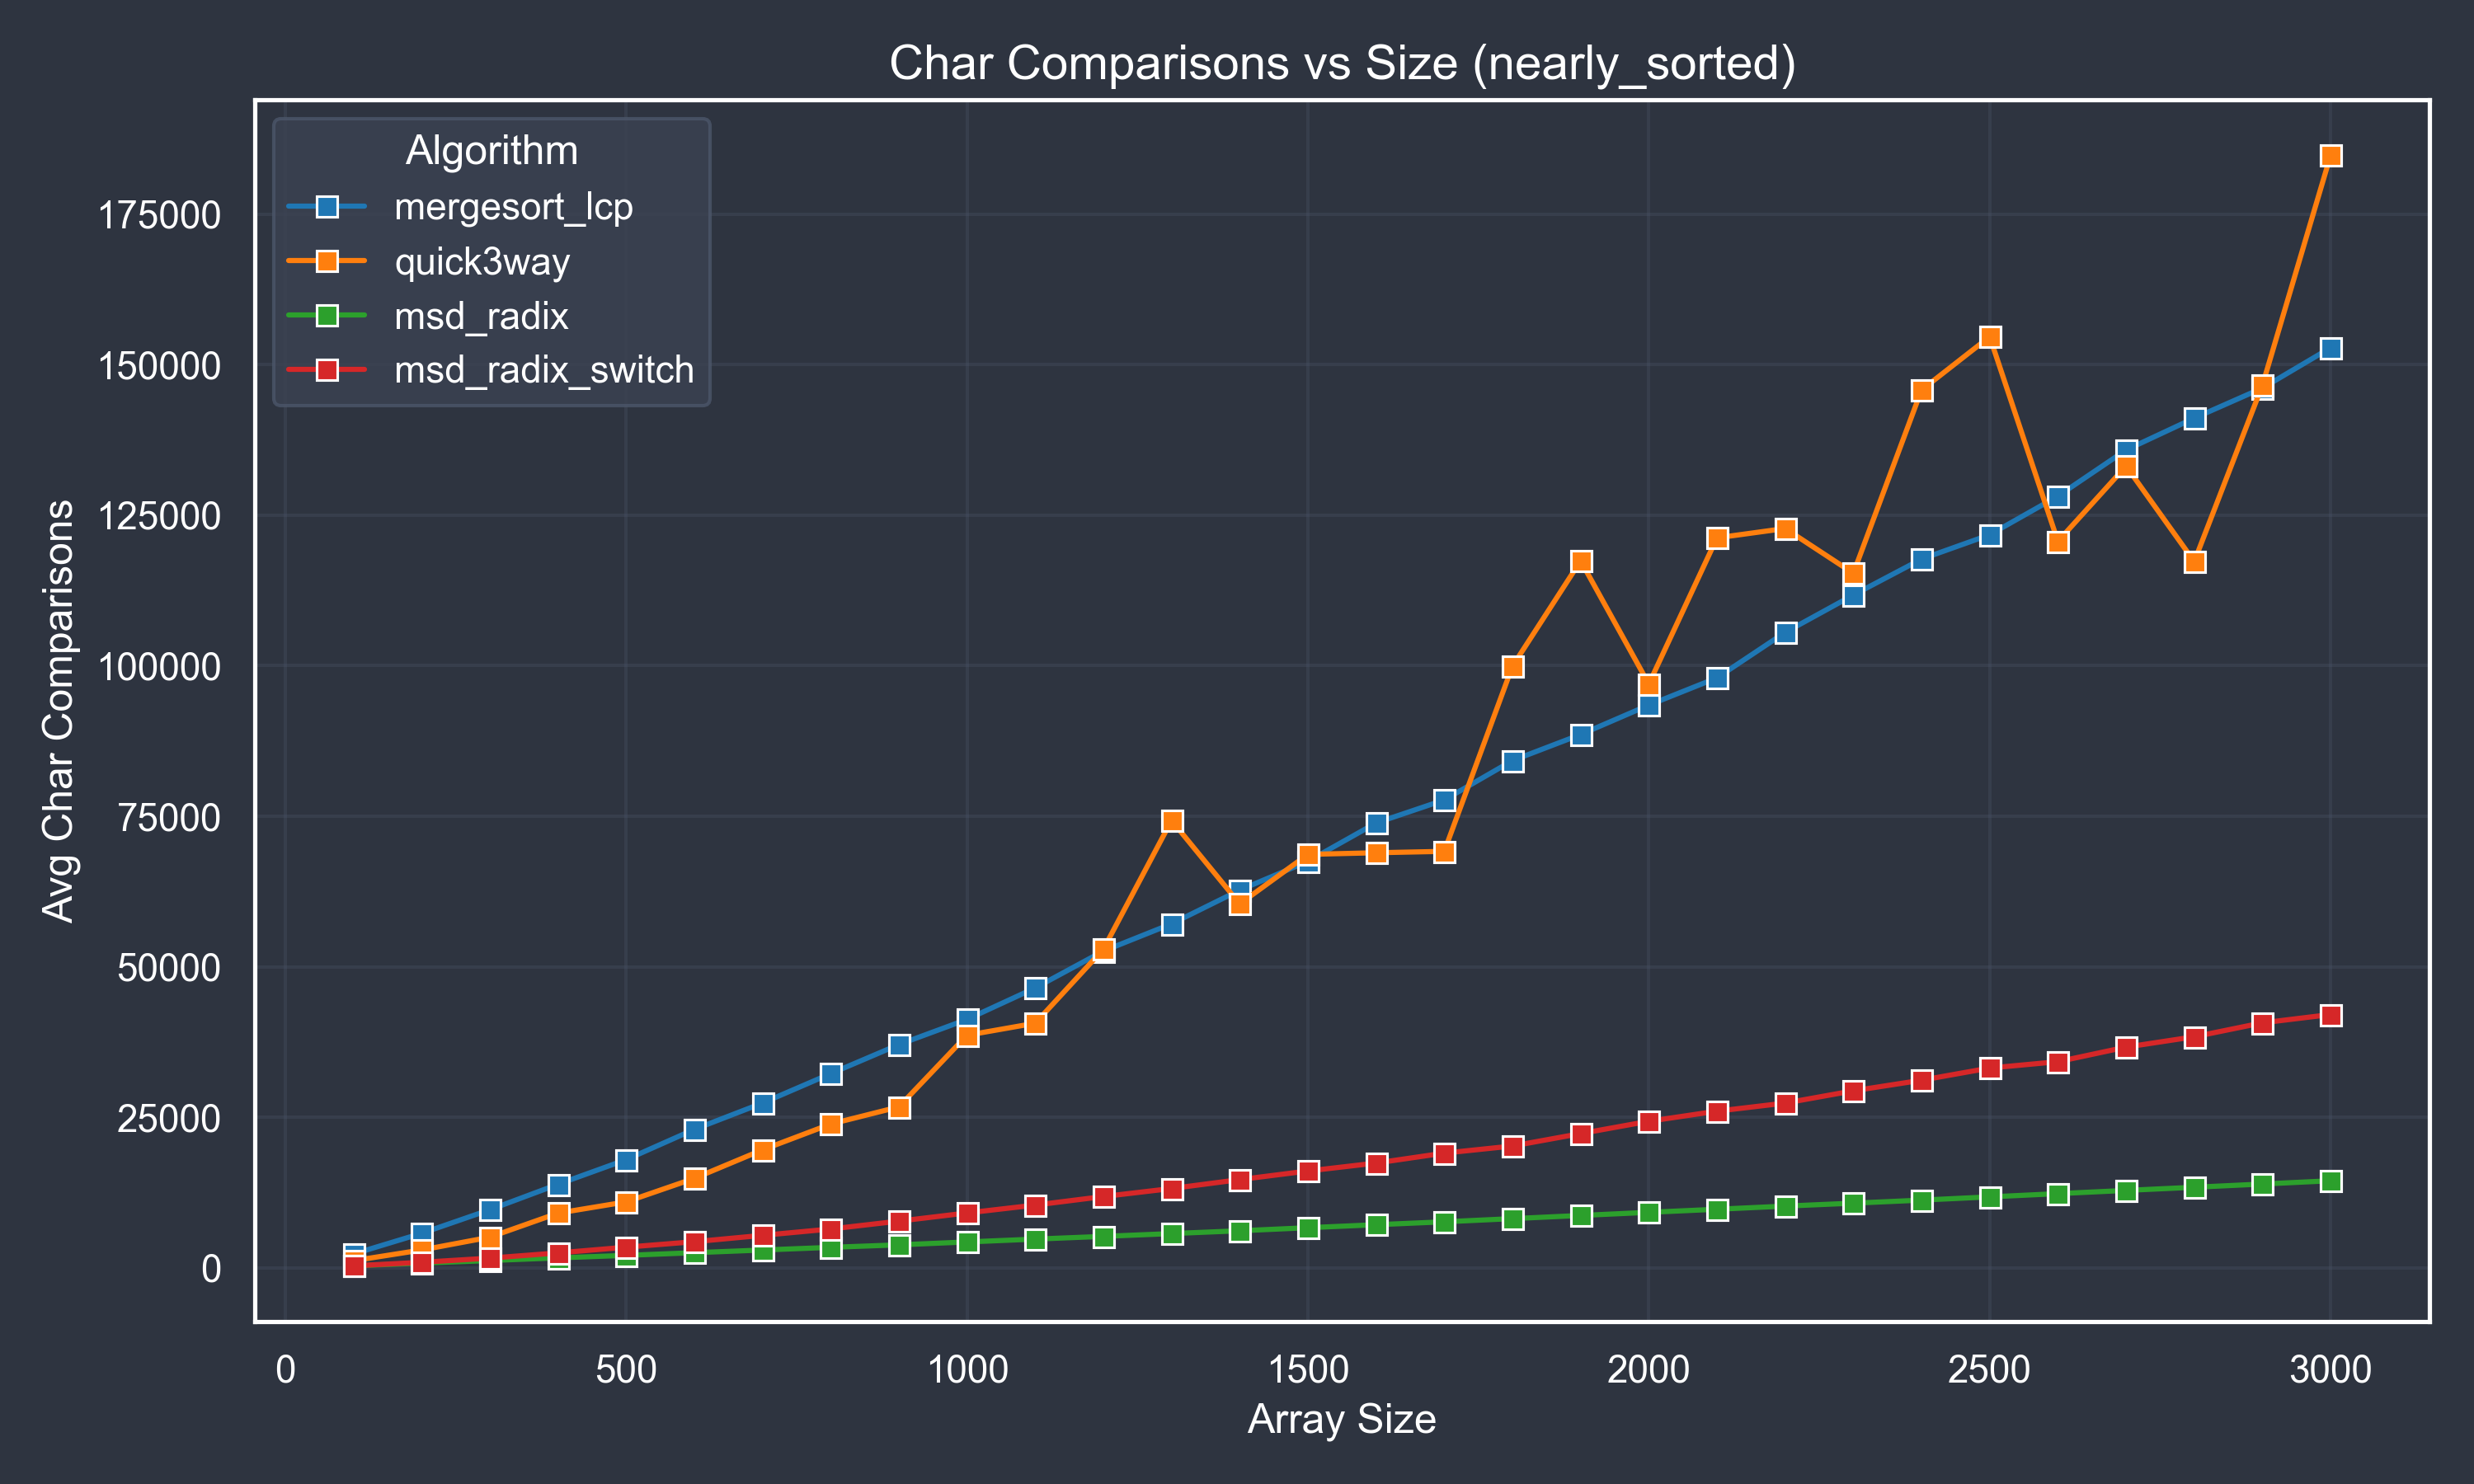 Char Comparisons vs Size (nearly_sorted)
Algorithm
mergesort_lcp
quick3way
msd_radix
msd_radix_switch
Avg Char Comparisons
175000
150000
125000
100000
75000
50000
25000
0
0 500 1000 1500 2000 2500 3000
Array Size